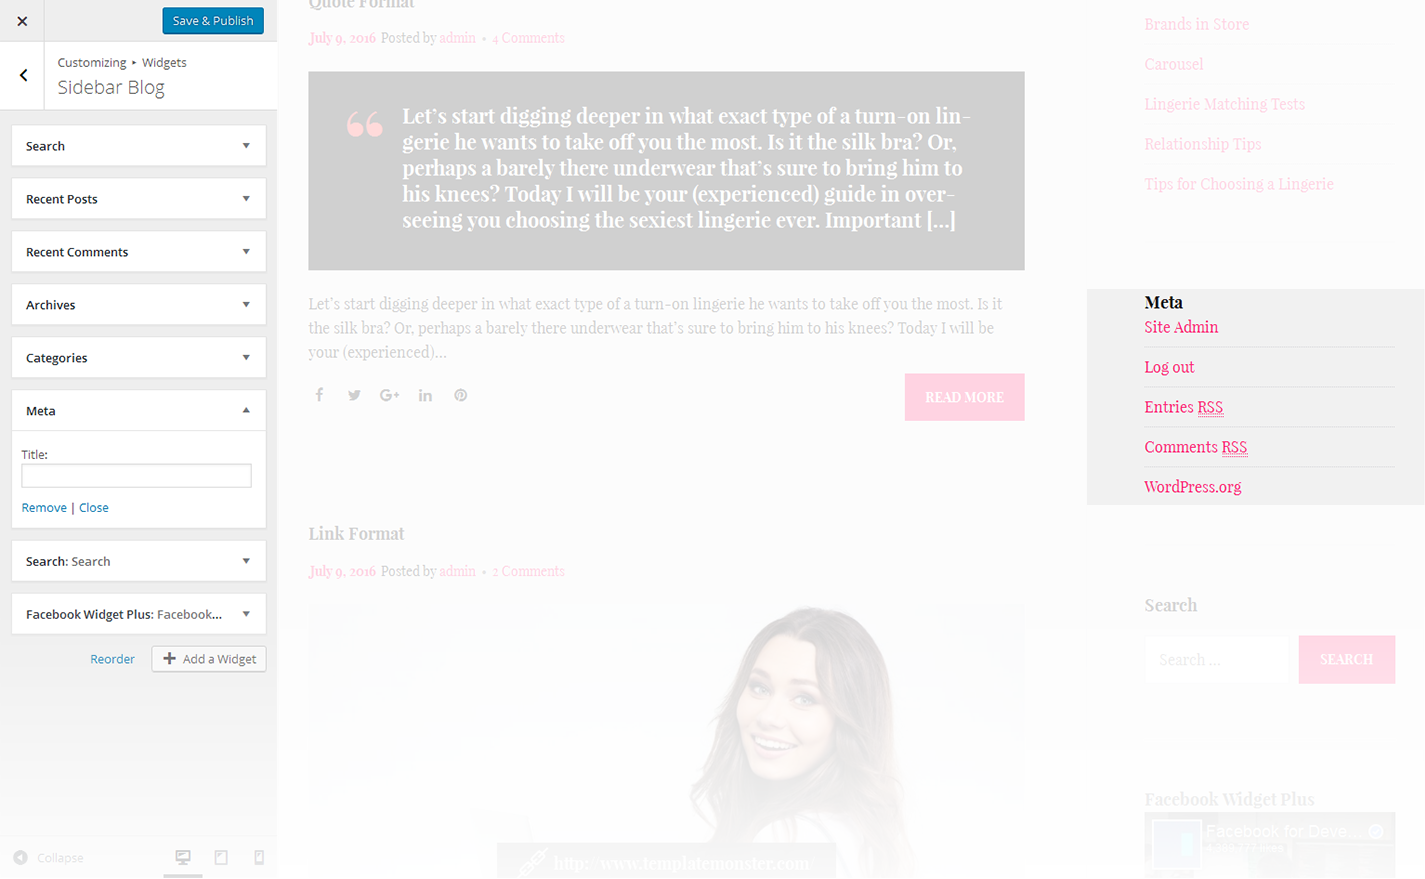 Save & Publish
Customizing ▸ Widgets
Sidebar Blog
Search
Recent Posts
Recent Comments
Archives
Categories
Meta
Title:
Remove | Close
Search: Search
Facebook Widget Plus: Facebook...
Reorder
Add a Widget
Collapse
Quote Format
July 9, 2016 Posted by admin • 4 Comments
Let’s start digging deeper in what exact type of a turn-on lin-
gerie he wants to take off you the most. Is it the silk bra? Or,
perhaps a barely there underwear that’s sure to bring him to
his knees? Today I will be your (experienced) guide in over-
seeing you choosing the sexiest lingerie ever. Important [...]
Let’s start digging deeper in what exact type of a turn-on lingerie he wants to take off you the most. Is it
the silk bra? Or, perhaps a barely there underwear that’s sure to bring him to his knees? Today I will be
your (experienced)...
READ MORE
Link Format
July 9, 2016 Posted by admin • 2 Comments
http://www.templatemonster.com
Brands in Store
Carousel
Lingerie Matching Tests
Relationship Tips
Tips for Choosing a Lingerie
Meta
Site Admin
Log out
Entries RSS
Comments RSS
WordPress.org
Search
Search ...
SEARCH
Facebook Widget Plus
Facebook for Deve...